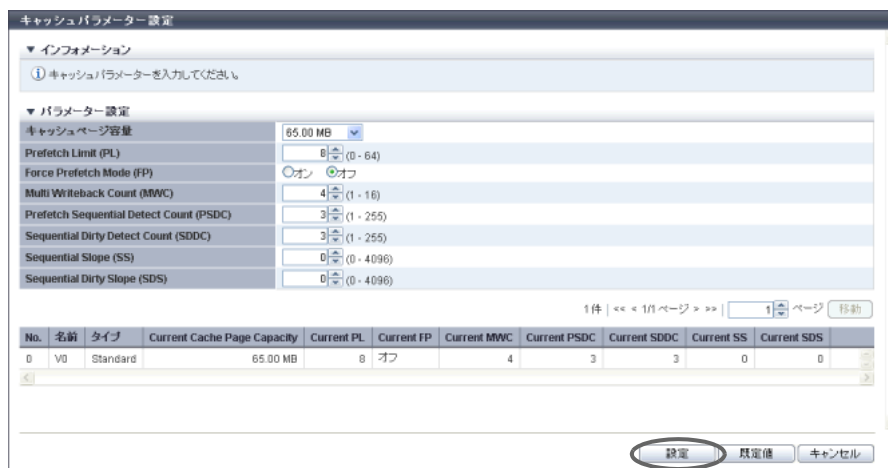 キャッシュパラメーター設定
▼ インフォメーション
キャッシュパラメーターを入力してください。
▼ パラメーター設定
キャッシュページ容量 65.00 MB
Prefetch Limit (PL) 8 (0 - 64)
Force Prefetch Mode (FP) オン オフ
Multi Writeback Count (MWC) 4 (1 - 16)
Prefetch Sequential Detect Count (PSDC) 3 (1 - 255)
Sequential Dirty Detect Count (SDDC) 3 (1 - 255)
Sequential Slope (SS) 0 (0 - 4096)
Sequential Dirty Slope (SDS) 0 (0 - 4096)
1 件 | << < 1/1 ページ > >> | 1 ページ 移動
No. 名前 タイプ Current Cache Page Capacity Current PL Current FP Current MWC Current PSDC Current SDDC Current SS Current SDS
0 V0 Standard 65.00 MB 8 オフ 4 3 3 0 0
設定 既定値 キャンセル